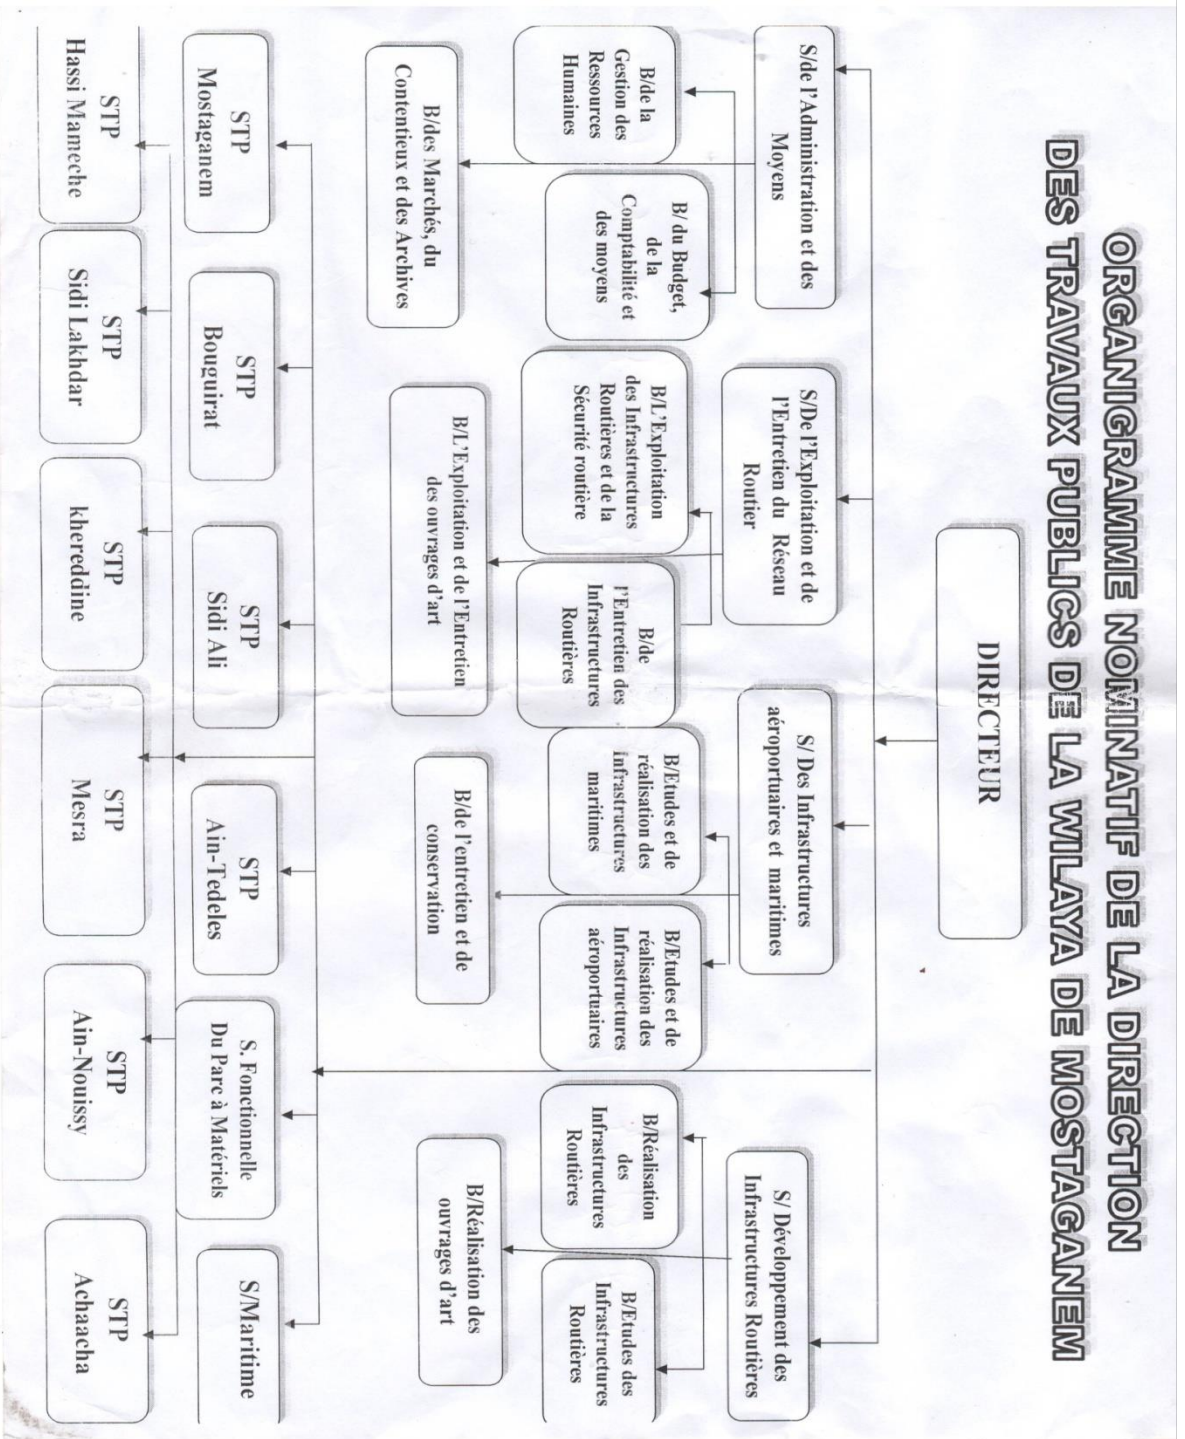 ORGANIGRAMME NOMINATIF DE LA DIRECTION
DES TRAVAUX PUBLICS DE LA WILAYA DE MOSTAGANEM
DIRECTEUR
S/de l'Administration et des
Moyens
S/De l'Exploitation et de
l'Entretien du Réseau
Routier
S/ Des Infrastructures
aéroportuaires et maritimes
S/ Développement des
Infrastructures Routières
B/de la
Gestion des
Ressources
Humaines
B/ du Budget,
de la
Comptabilité et
des moyens
B/L'Exploitation
des Infrastructures
Routières et de la
Sécurité routière
B/de
l'Entretien des
Infrastructures
Routières
B/Etudes et de
réalisation des
infrastructures
maritimes
B/Etudes et de
réalisation des
Infrastructures
aéroportuaires
B/Réalisation
des
Infrastructures
Routières
B/Etudes des
Infrastructures
Routières
B/des Marchés, du
Contentieux et des Archives
B/L'Exploitation et de l'Entretien
des ouvrages d'art
B/de l'entretien et de
conservation
B/Réalisation des
ouvrages d'art
STP
Mostaganem
STP
Bouguirat
STP
Sidi Ali
STP
Ain-Tedeles
S. Fonctionnelle
Du Parc à Matériels
S/Maritime
STP
Hassi Mameche
STP
Sidi Lakhdar
STP
khereddine
STP
Mesra
STP
Ain-Nouissy
STP
Achaacha